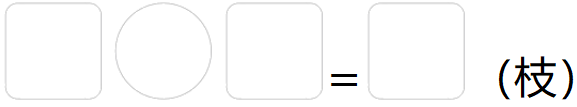 = (枝)